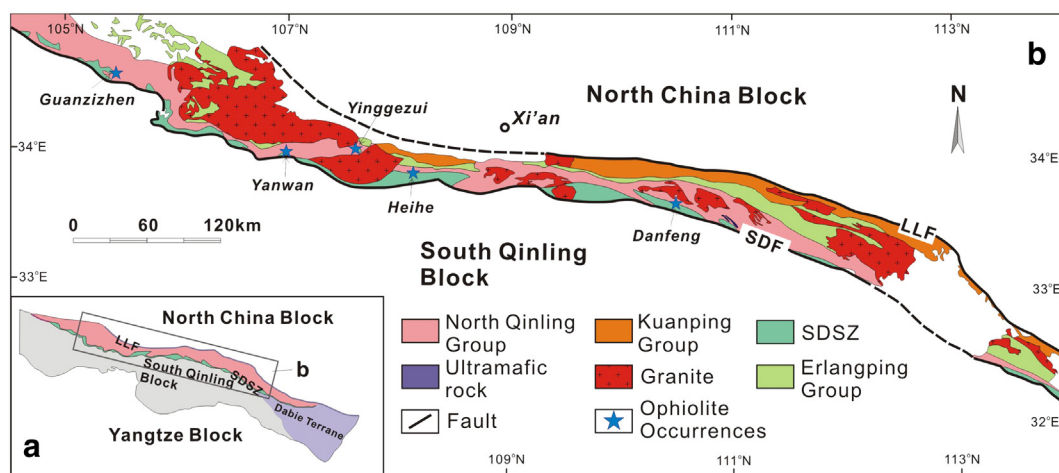 105°N
107°N
109°N
111°N
113°N
b
Guanzizhen
Yinggezui
North China Block
N
Xi'an
34°E
34°E
Yanwan
Heihe
0 60 120km
Danfeng
SDF
LLF
South Qinling
Block
33°N
33°E
North China Block
LLF
South Qinling
Block
SDSZ
b
Dabie Terrane
a
Yangtze Block
North Qinling
Group
Kuanping
Group
SDSZ
Ultramafic
rock
Granite
Erlangping
Group
Fault
Ophiolite
Occurrences
32°E
109°N
111°N
113°N